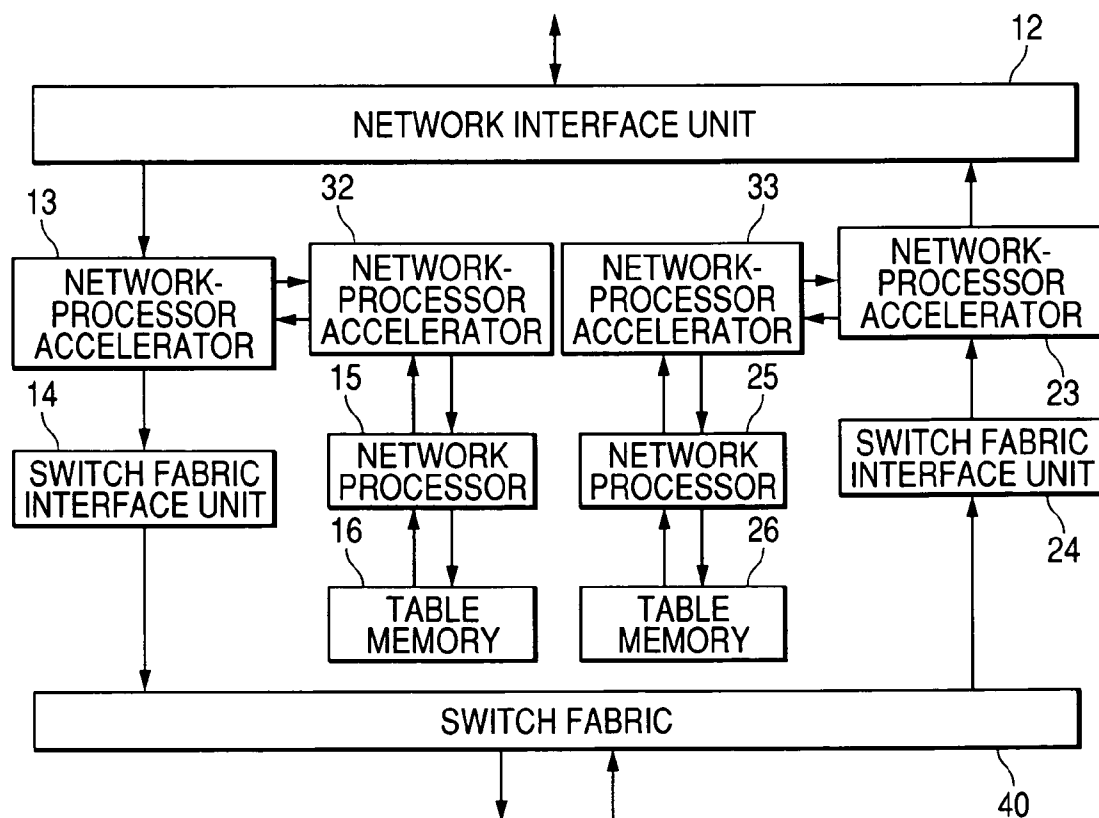 12
NETWORK INTERFACE UNIT
13
32
33
NETWORK-
PROCESSOR
ACCELERATOR
NETWORK-
PROCESSOR
ACCELERATOR
NETWORK-
PROCESSOR
ACCELERATOR
NETWORK-
PROCESSOR
ACCELERATOR
23
14
15
25
SWITCH FABRIC
INTERFACE UNIT
NETWORK
PROCESSOR
NETWORK
PROCESSOR
SWITCH FABRIC
INTERFACE UNIT
24
16
26
TABLE
MEMORY
TABLE
MEMORY
SWITCH FABRIC
40